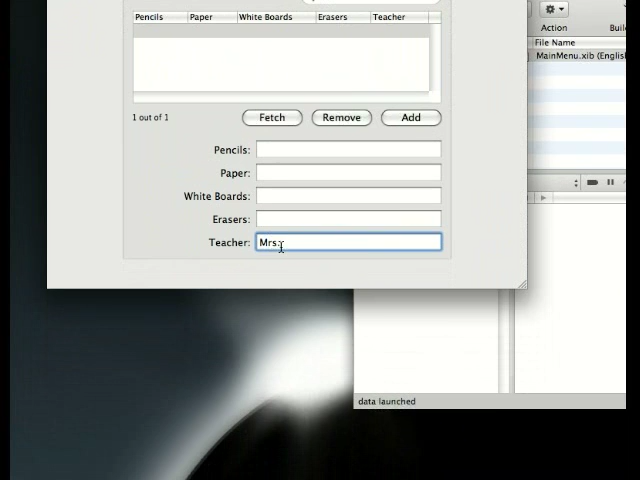 Pencils Paper White Boards Erasers Teacher
1 out of 1 Fetch Remove Add
Pencils:
Paper:
White Boards:
Erasers:
Teacher: Mrs.
Action
File Name
MainMenu.xib (English
data launched